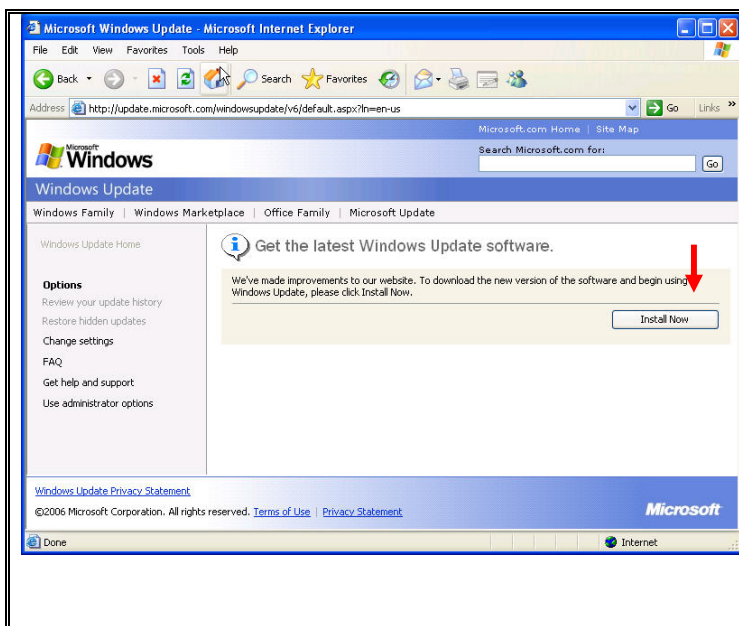 Microsoft Windows Update - Microsoft Internet Explorer
File Edit View Favorites Tools Help
Back Search Favorites
Address http://update.microsoft.com/windowsupdate/v6/default.aspx?ln=en-us Go Links »
Microsoft.com Home | Site Map
Microsoft
Windows
Search Microsoft.com for:
Go
Windows Update
Windows Family | Windows Marketplace | Office Family | Microsoft Update
Windows Update Home
Get the latest Windows Update software.
We've made improvements to our website. To download the new version of the software and begin using
Windows Update, please click Install Now.
Install Now
Options
Review your update history
Restore hidden updates
Change settings
FAQ
Get help and support
Use administrator options
Windows Update Privacy Statement
©2006 Microsoft Corporation. All rights reserved. Terms of Use | Privacy Statement
Microsoft
Done Internet